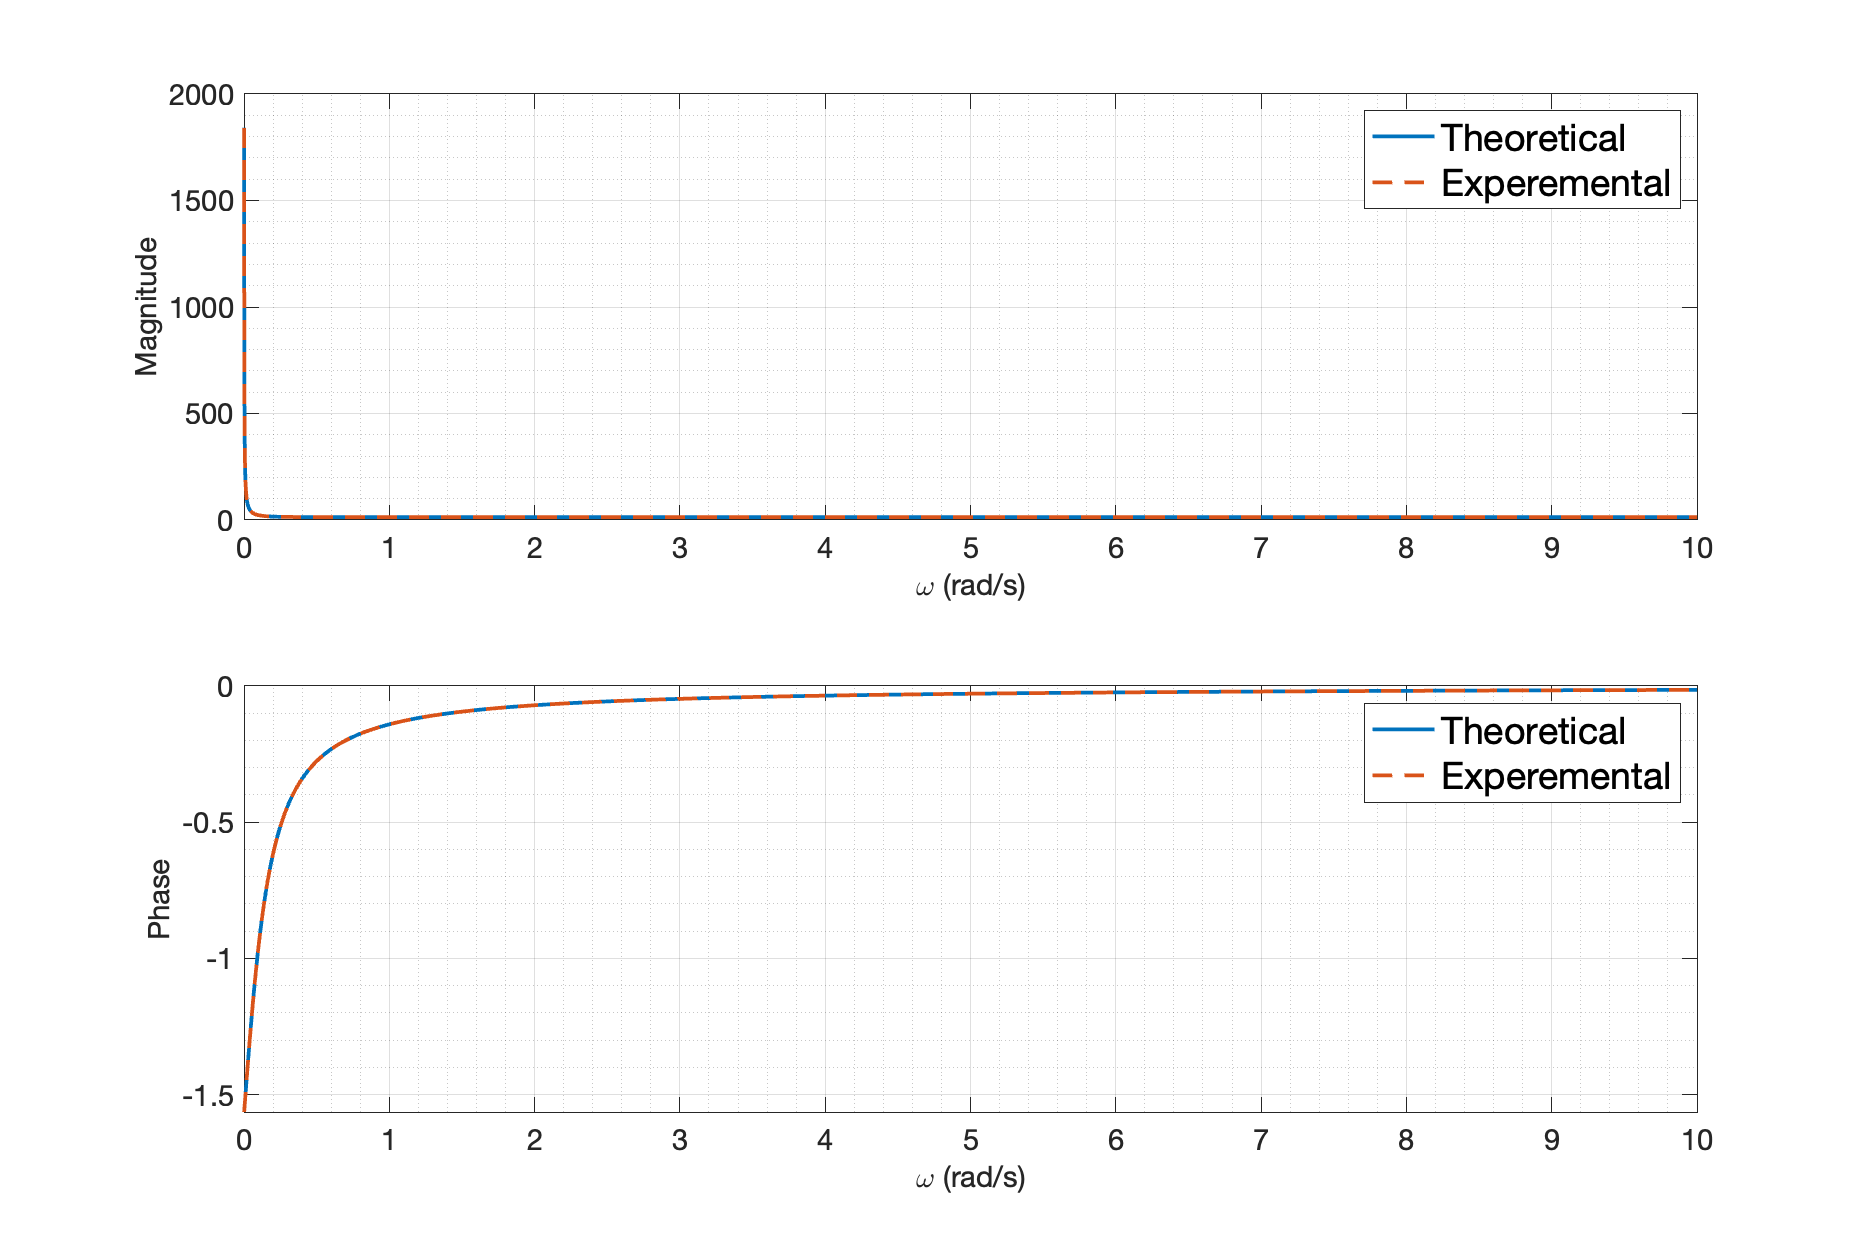 2000
1500
1000
500
0
Magnitude
Theoretical
Experemental
0 1 2 3 4 5 6 7 8 9 10
ω (rad/s)
0
-0.5
-1
-1.5
Phase
Theoretical
Experemental
0 1 2 3 4 5 6 7 8 9 10
ω (rad/s)